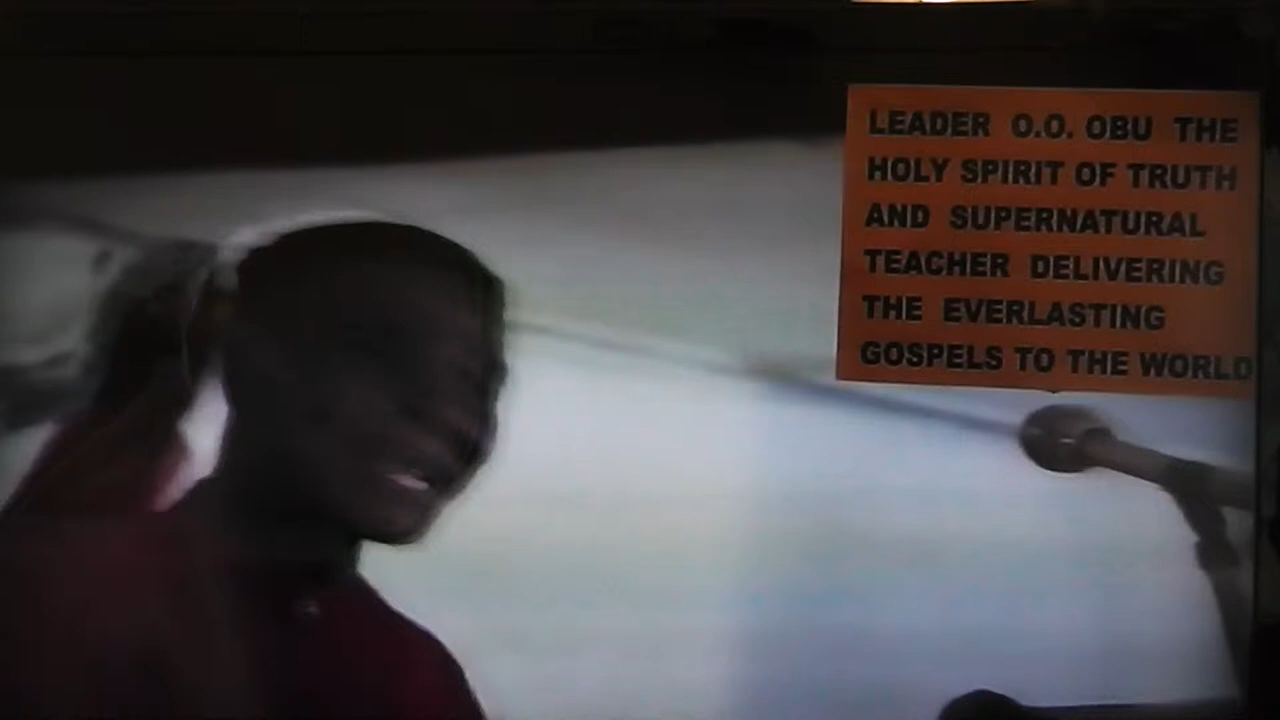 LEADER O.O. OBU THE
HOLY SPIRIT OF TRUTH
AND SUPERNATURAL
TEACHER DELIVERING
THE EVERLASTING
GOSPELS TO THE WORLD